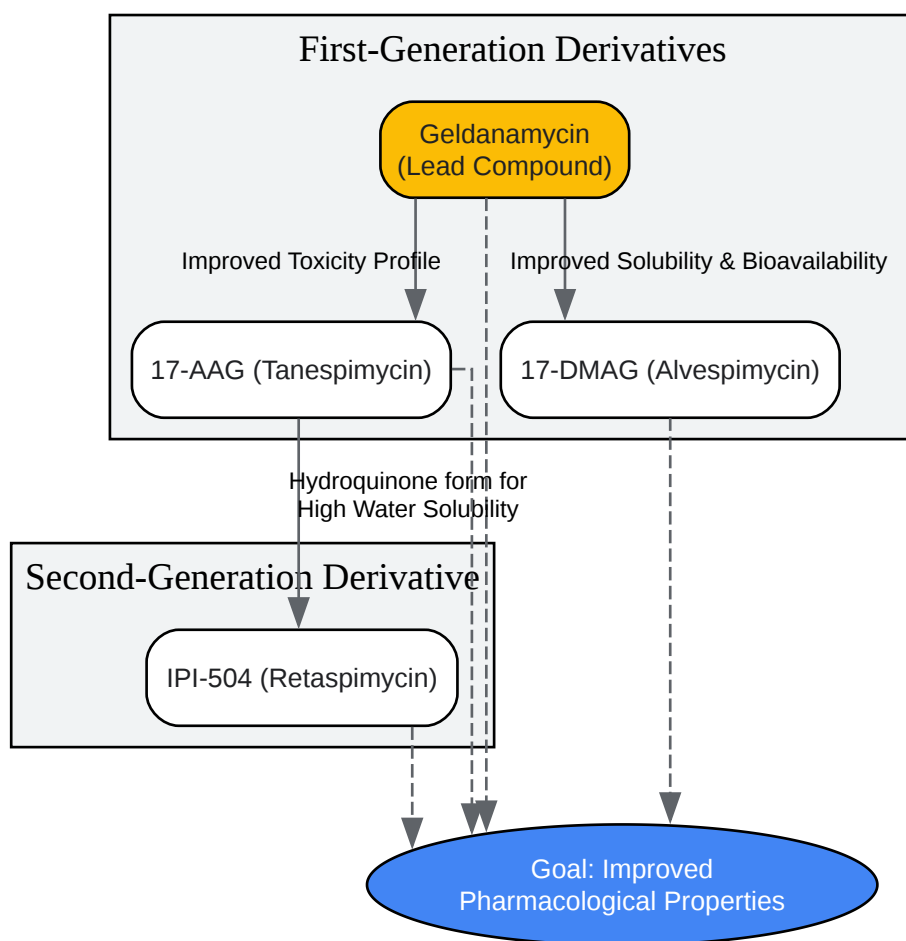 First-Generation Derivatives
Geldanamycin
(Lead Compound)
Improved Toxicity Profile
Improved Solubility & Bioavailability
17-AAG (Tanespimycin)
17-DMAG (Alvespimycin)
Hydroquinone form for
High Water Solubility
Second-Generation Derivative
IPI-504 (Retaspimycin)
Goal: Improved
Pharmacological Properties